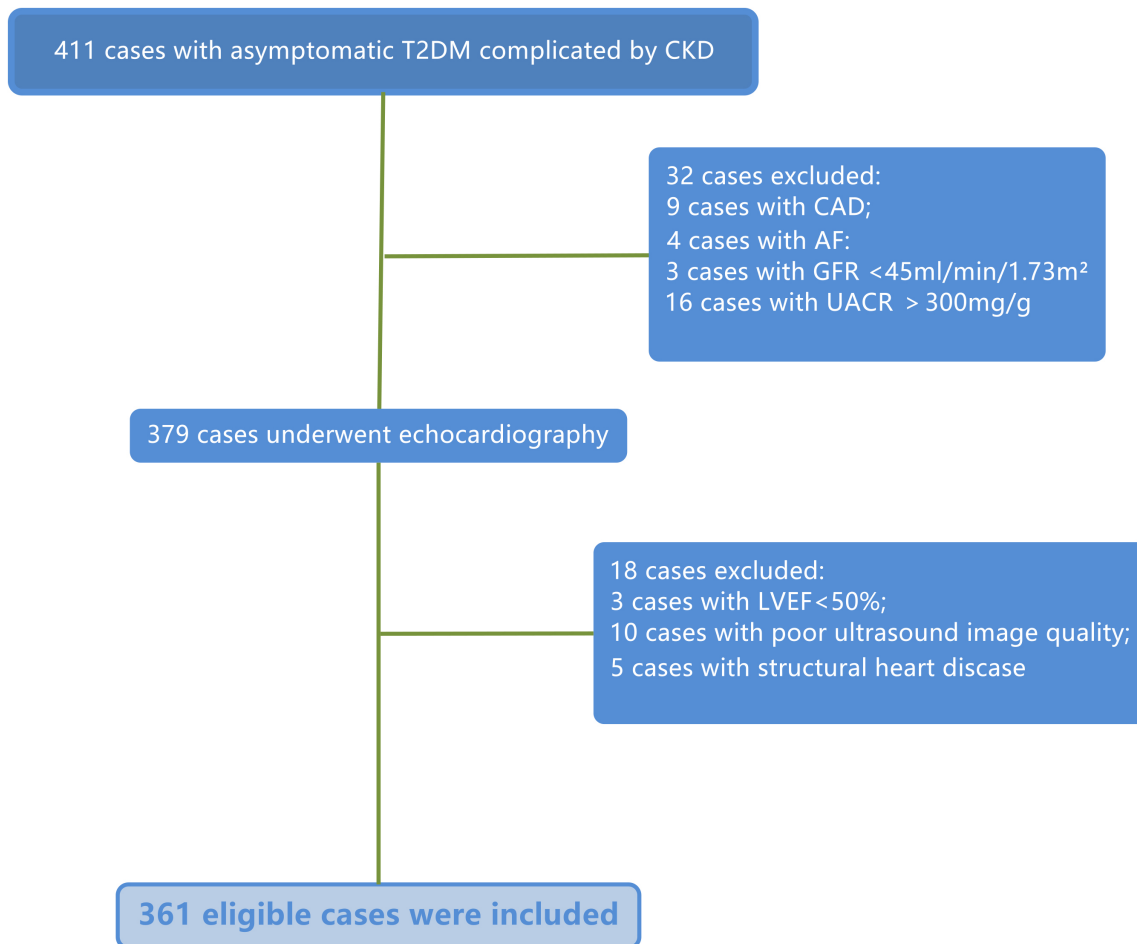 411 cases with asymptomatic T2DM complicated by CKD
32 cases excluded:
9 cases with CAD;
4 cases with AF:
3 cases with GFR <45ml/min/1.73m²
16 cases with UACR > 300mg/g
379 cases underwent echocardiography
18 cases excluded:
3 cases with LVEF<50%;
10 cases with poor ultrasound image quality;
5 cases with structural heart discase
361 eligible cases were included